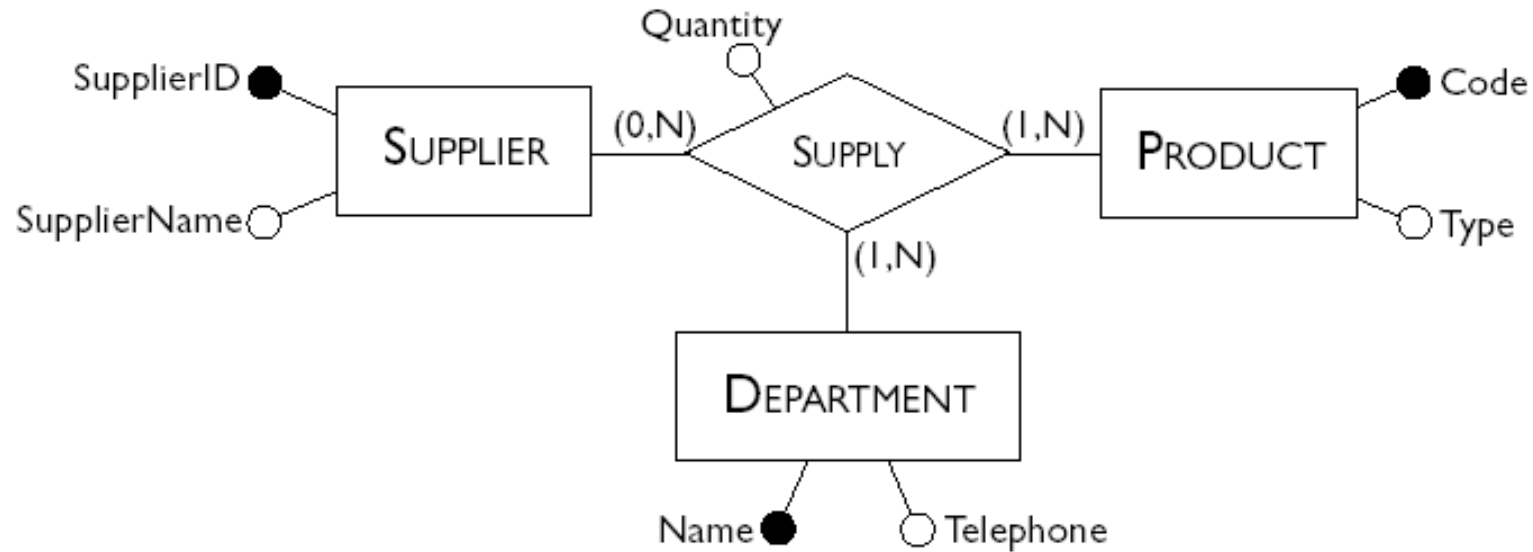 Quantity
SupplierID
Code
(0,N)
(1,N)
SUPPLIER
SUPPLY
PRODUCT
SupplierName
Type
(1,N)
DEPARTMENT
Name
Telephone